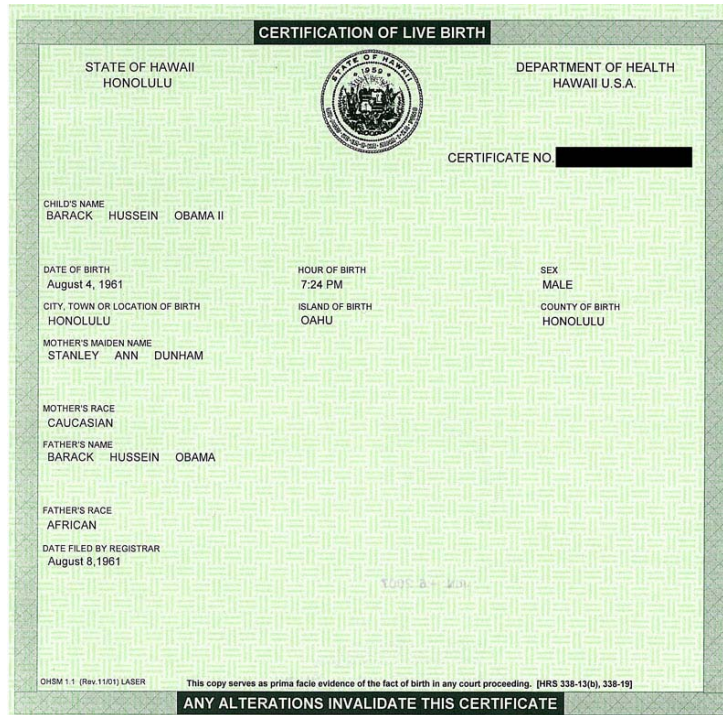 CERTIFICATION OF LIVE BIRTH
STATE OF HAWAII
HONOLULU
STATE OF HAWAII
1959
DEPARTMENT OF HEALTH
HAWAII U.S.A.
CERTIFICATE NO.
CHILD'S NAME
BARACK HUSSEIN OBAMA II
DATE OF BIRTH HOUR OF BIRTH SEX
August 4, 1961 7:24 PM MALE
CITY, TOWN OR LOCATION OF BIRTH ISLAND OF BIRTH COUNTY OF BIRTH
HONOLULU OAHU HONOLULU
MOTHER'S MAIDEN NAME
STANLEY ANN DUNHAM
MOTHER'S RACE
CAUCASIAN
FATHER'S NAME
BARACK HUSSEIN OBAMA
FATHER'S RACE
AFRICAN
DATE FILED BY REGISTRAR
August 8,1961
2007
OHSM 1.1 (Rev.11/01) LASER This copy serves as prima facie evidence of the fact of birth in any court proceeding. [HRS 338-13(b), 338-19]
ANY ALTERATIONS INVALIDATE THIS CERTIFICATE